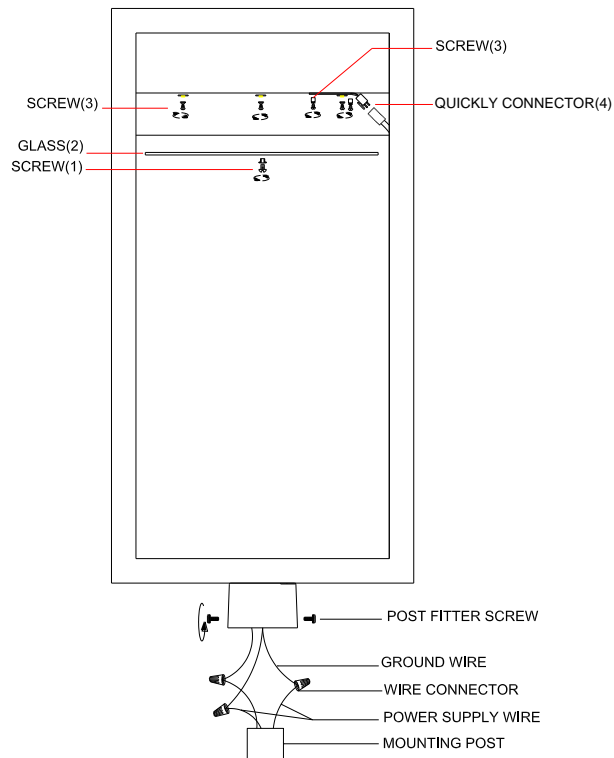 SCREW(3)
SCREW(3)
QUICKLY CONNECTOR(4)
GLASS(2)
SCREW(1)
POST FITTER SCREW
GROUND WIRE
WIRE CONNECTOR
POWER SUPPLY WIRE
MOUNTING POST